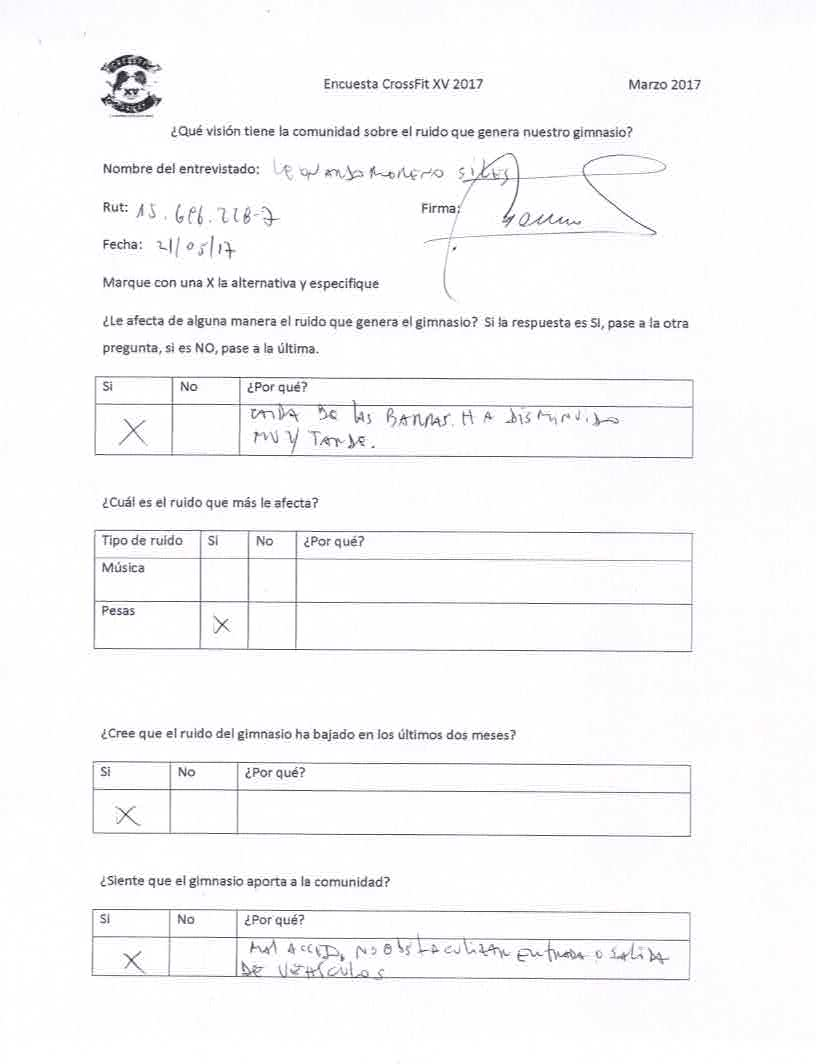 XV
Encuesta CrossFit XV 2017
Marzo 2017
¿Qué visión tiene la comunidad sobre el ruido que genera nuestro gimnasio?
Nombre del entrevistado: MORENO SILES
Rut: Firma:
Fecha: 21/05/17
Marque con una X la alternativa y especifique
¿Le afecta de alguna manera el ruido que genera el gimnasio? Si la respuesta es SI, pase a la otra
pregunta, si es NO, pase a la última.
Si No ¿Por qué?
X CAIDA DE LAS BARRAS. HA DISMINUIDO
MUY TARDE.
¿Cuál es el ruido que más le afecta?
Tipo de ruido Si No ¿Por qué?
Música
Pesas X
¿Cree que el ruido del gimnasio ha bajado en los últimos dos meses?
Si No ¿Por qué?
X
¿Siente que el gimnasio aporta a la comunidad?
Si No ¿Por qué?
X NO OBSTACULIZAN ENTRADA O SALIDA
DE VEHÍCULOS